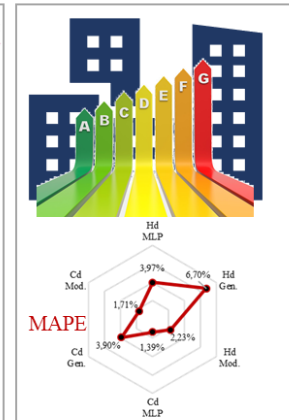 A
B
C
D
E
F
G
Hd
MLP
Cd
Mod.
3,97%
6,70%
Hd
Gen.
1,71%
MAPE
3,90%
2,23%
1,39%
Cd
Gen.
Hd
Mod.
Cd
MLP